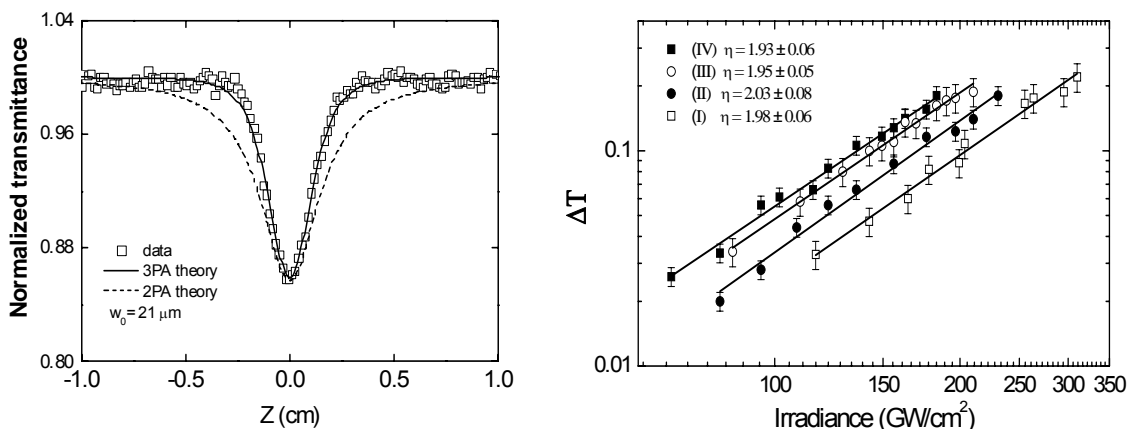 1.04
0.96
0.88
0.80
Normalized transmittance
data
3PA theory
2PA theory
w₀ = 21 μm
-1.0 -0.5 0.0 0.5 1.0
Z (cm)
(IV) η = 1.93 ± 0.06
(III) η = 1.95 ± 0.05
(II) η = 2.03 ± 0.08
(I) η = 1.98 ± 0.06
0.1
0.01
ΔT
100 150 200 250 300 350
Irradiance (GW/cm²)